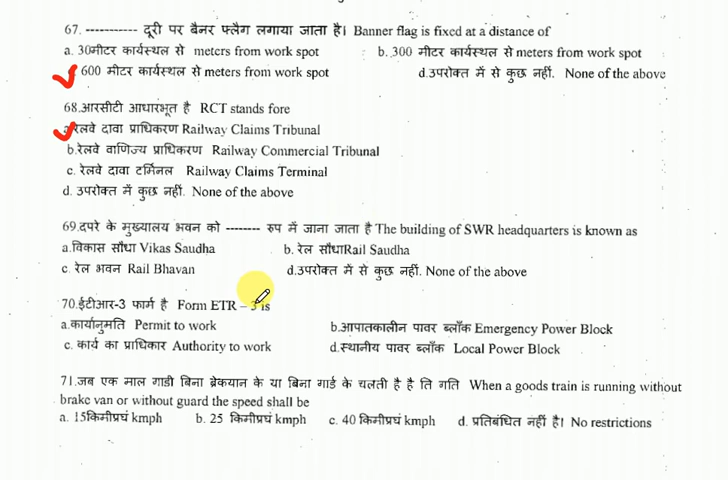 67. ----------- दूरी पर बैनर फ्लैग लगाया जाता है। Banner flag is fixed at a distance of
a. 30मीटर कार्यस्थल से meters from work spot b. 300 मीटर कार्यस्थल से meters from work spot
600 मीटर कार्यस्थल से meters from work spot d.उपरोक्त में से कुछ नहीं. None of the above
68.आरसीटी आधारभूत है RCT stands fore
a.रेलवे दावा प्राधिकरण Railway Claims Tribunal
b.रेलवे वाणिज्य प्राधिकरण Railway Commercial Tribunal
c. रेलवे दावा टर्मिनल Railway Claims Terminal
d. उपरोक्त में कुछ नहीं. None of the above
69.दपरे के मुख्यालय भवन को -------- रुप में जाना जाता है The building of SWR headquarters is known as
a.विकास सौधा Vikas Saudha b. रेल सौधाRail Saudha
c. रेल भवन Rail Bhavan d.उपरोक्त में से कुछ नहीं. None of the above
70.ईटीआर-3 फार्म है Form ETR – 3 is
a.कार्यानुमति Permit to work b.आपातकालीन पावर ब्लॉक Emergency Power Block
c. कार्य का प्राधिकार Authority to work d.स्थानीय पावर ब्लॉक Local Power Block
71.जब एक माल गाडी बिना ब्रेकयान के या बिना गार्ड के चलती है है ति गति When a goods train is running without
brake van or without guard the speed shall be
a. 15किमीप्रघं kmph b. 25 किमीप्रघं kmph c. 40 किमीप्रघं kmph d. प्रतिबंधित नहीं है। No restrictions